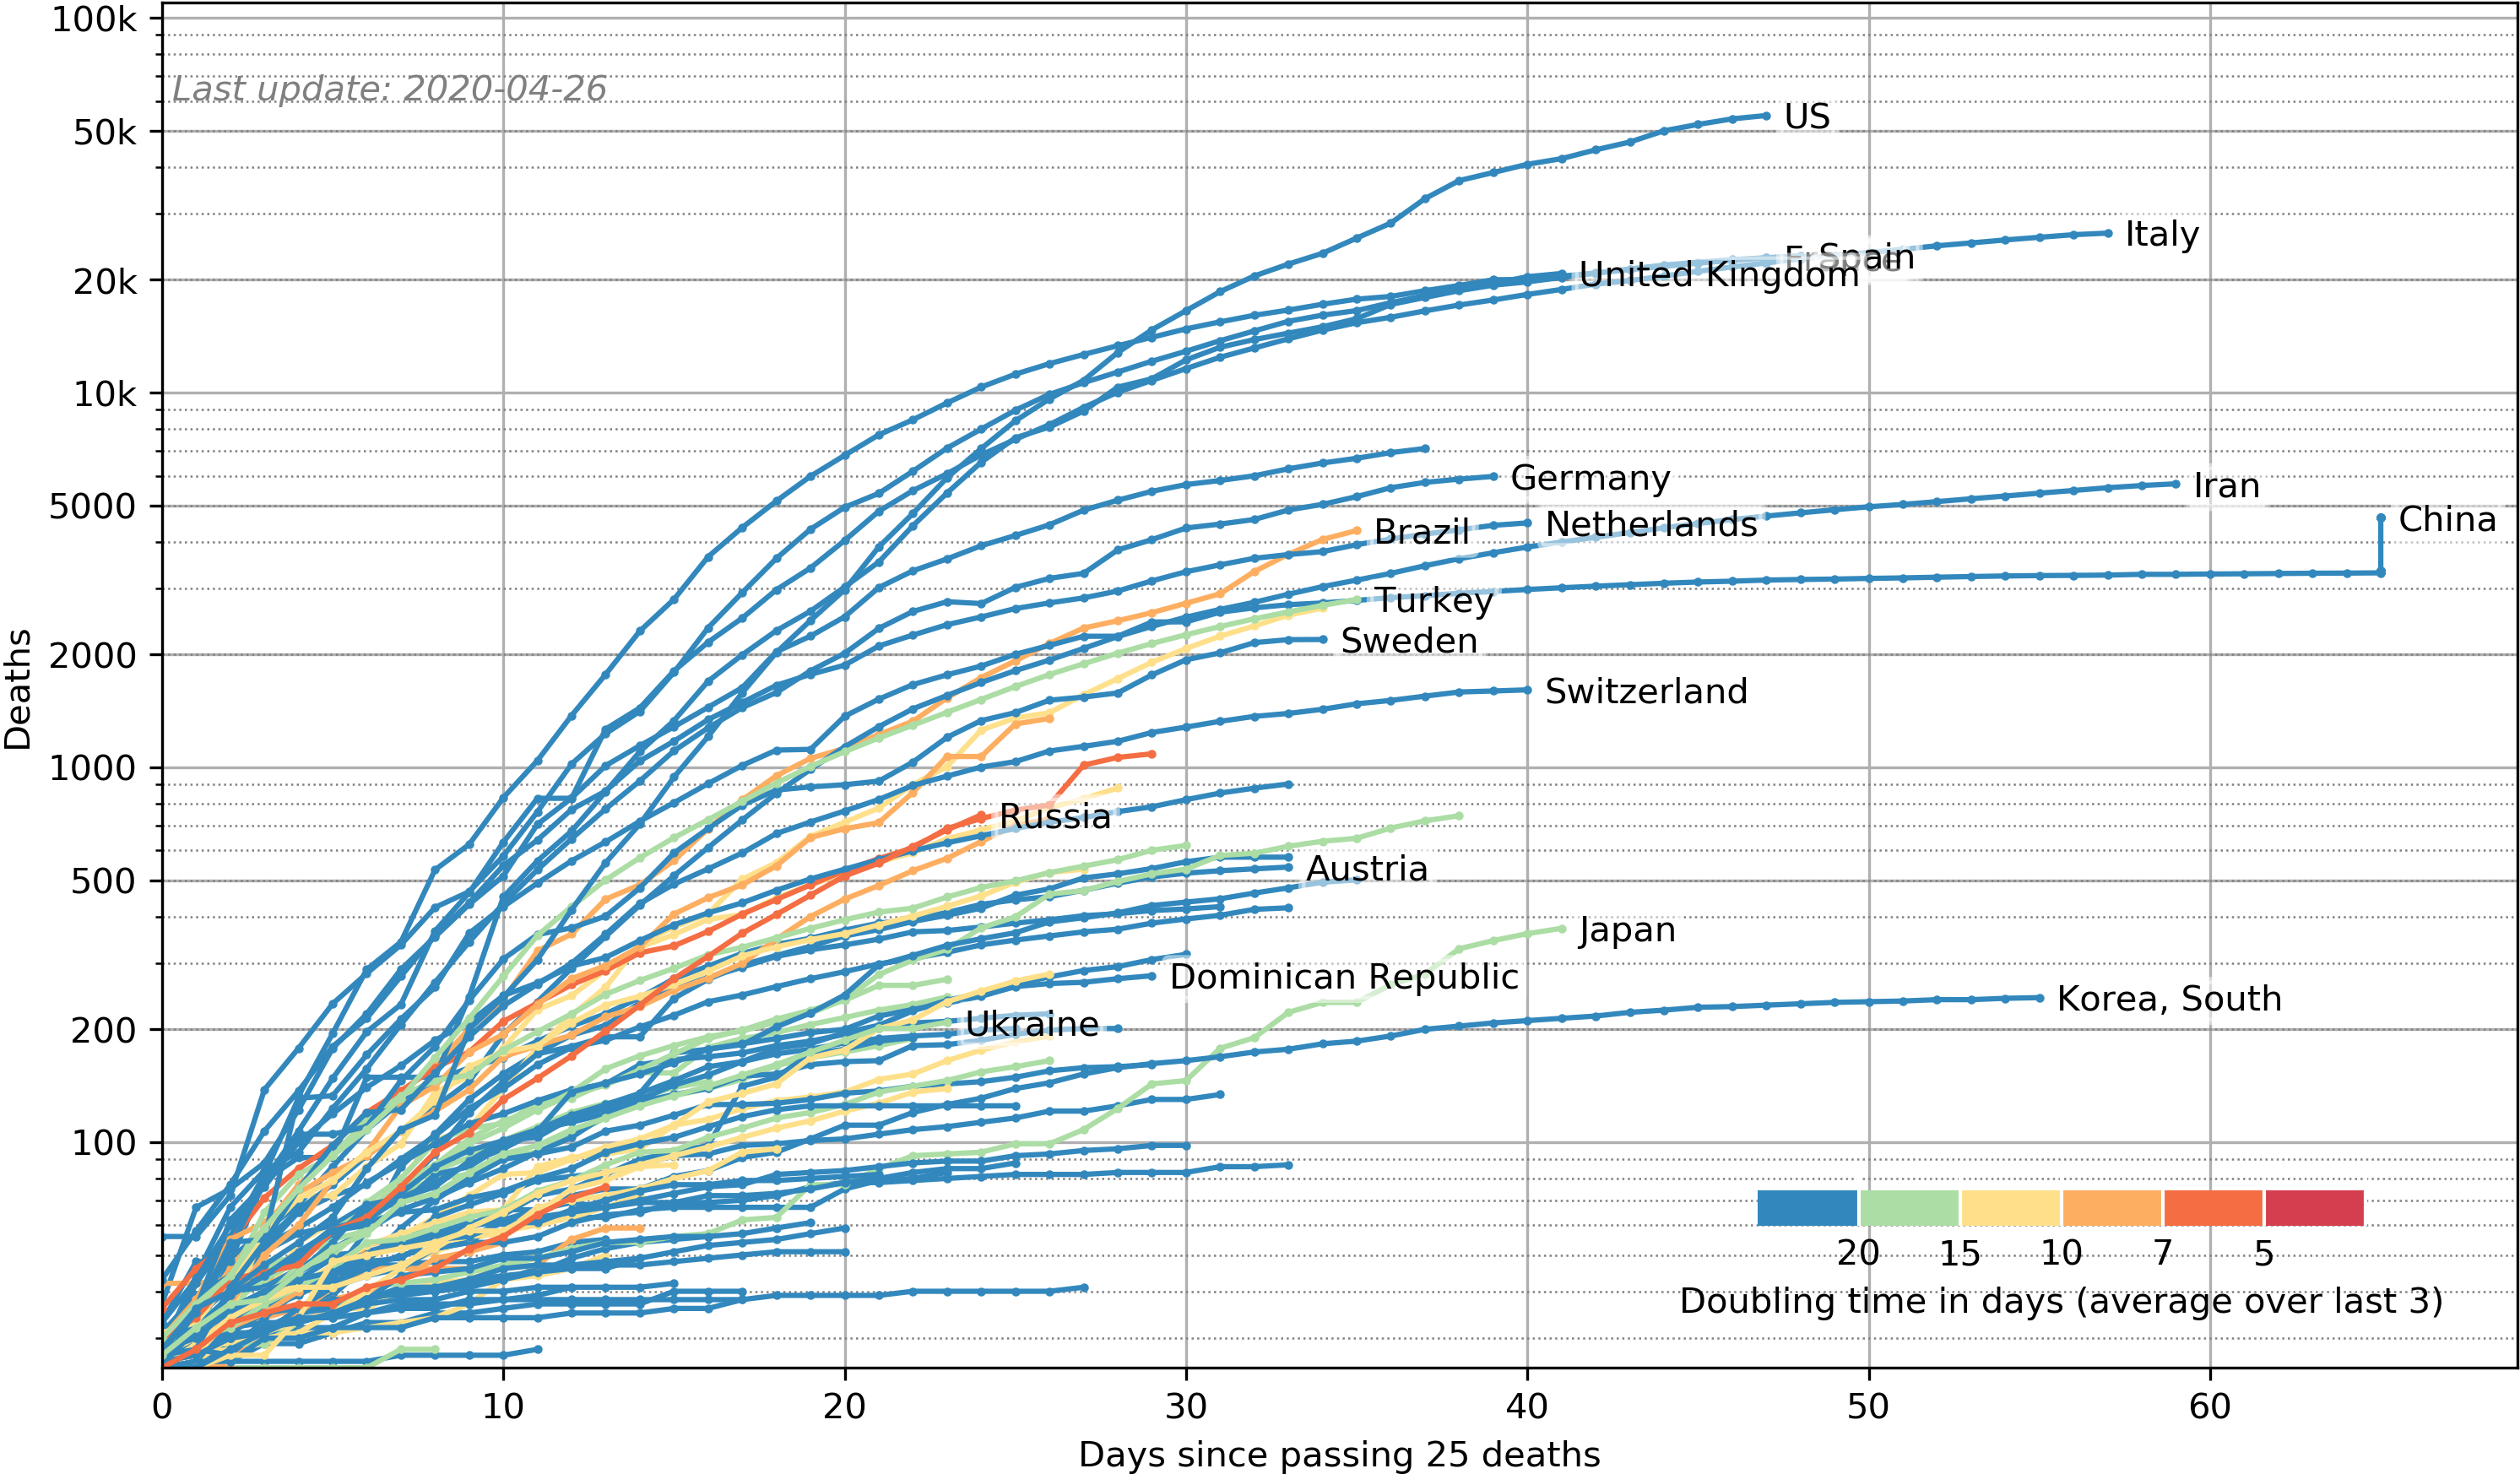 100k
Last update: 2020-04-26
50k
US
Italy
Spain
20k
United Kingdom
10k
Germany
Iran
5000
Brazil
Netherlands
China
Turkey
2000
Sweden
Switzerland
1000
Russia
500
Austria
Japan
Dominican Republic
Korea, South
200
Ukraine
100
Deaths
20 15 10 7 5
Doubling time in days (average over last 3)
0 10 20 30 40 50 60
Days since passing 25 deaths